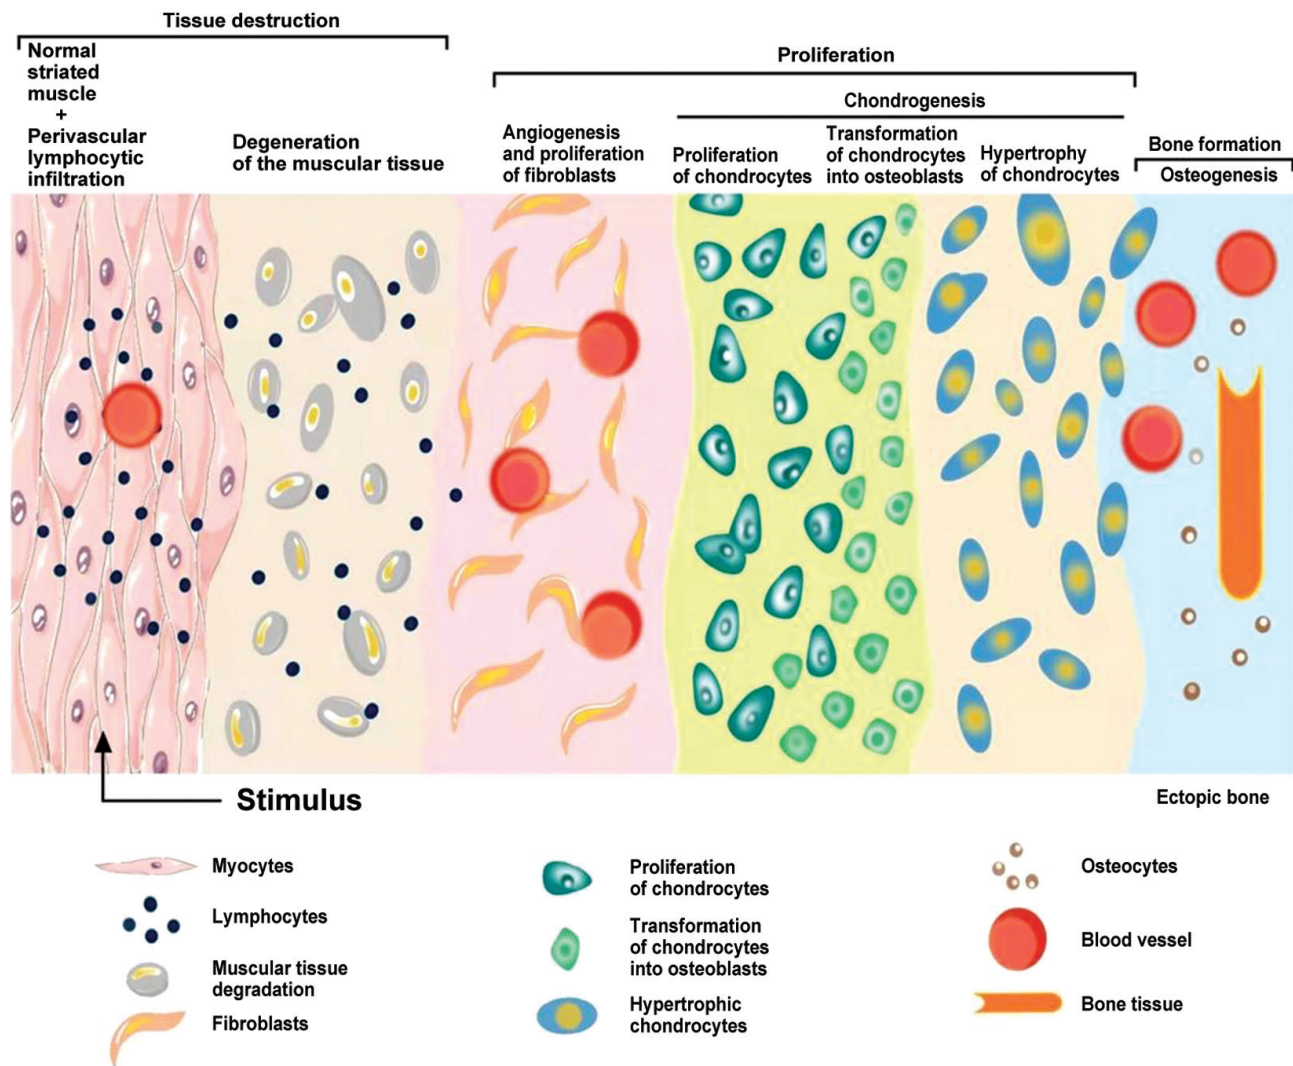 Tissue destruction
Normal
striated
muscle
+
Perivascular
lymphocytic
infiltration
Degeneration
of the muscular tissue
Proliferation
Angiogenesis
and proliferation
of fibroblasts
Chondrogenesis
Proliferation
of chondrocytes
Transformation
of chondrocytes
into osteoblasts
Hypertrophy
of chondrocytes
Bone formation
Osteogenesis
Stimulus
Ectopic bone
Myocytes
Lymphocytes
Muscular tissue
degradation
Fibroblasts
Proliferation
of chondrocytes
Transformation
of chondrocytes
into osteoblasts
Hypertrophic
chondrocytes
Osteocytes
Blood vessel
Bone tissue